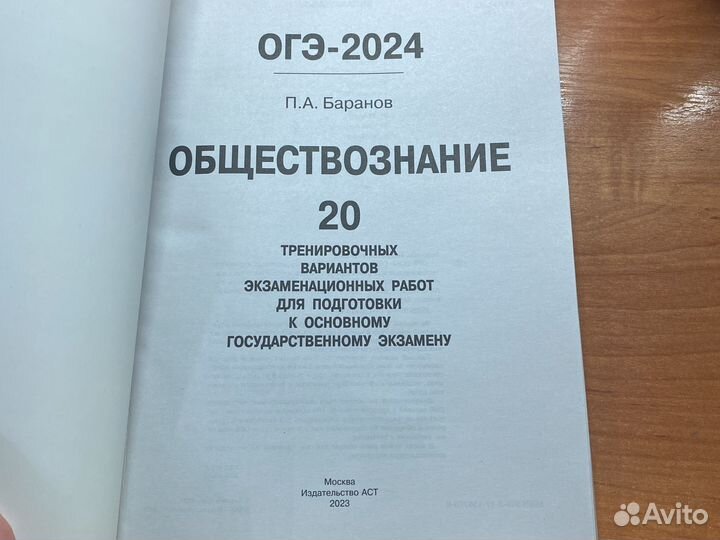 ОГЭ-2024
П.А. Баранов
ОБЩЕСТВОЗНАНИЕ
20
ТРЕНИРОВОЧНЫХ
ВАРИАНТОВ
ЭКЗАМЕНАЦИОННЫХ РАБОТ
ДЛЯ ПОДГОТОВКИ
К ОСНОВНОМУ
ГОСУДАРСТВЕННОМУ ЭКЗАМЕНУ
Москва
Издательство АСТ
2023
Avito